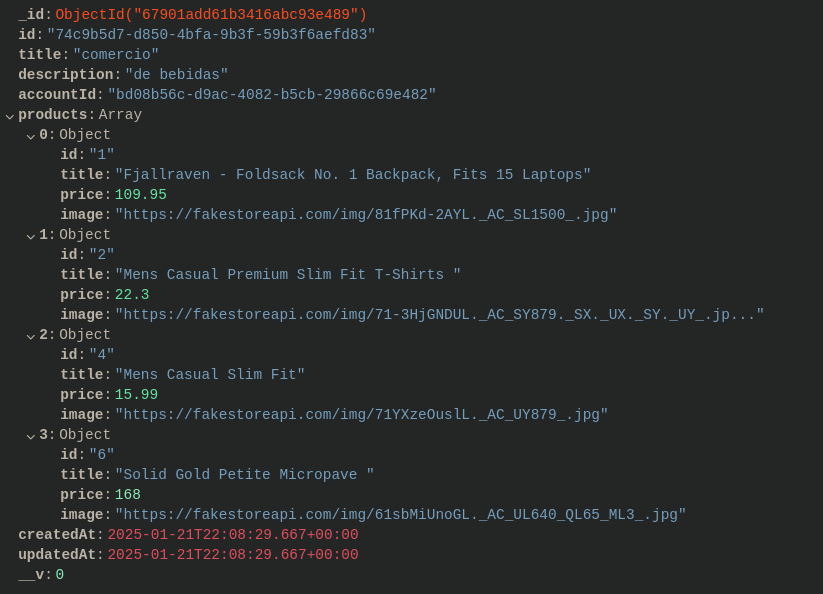 _id: ObjectId("67901add61b3416abc93e489")
id: "74c9b5d7-d850-4bfa-9b3f-59b3f6aefd83"
title: "comercio"
description: "de bebidas"
accountId: "bd08b56c-d9ac-4082-b5cb-29866c69e482"
products: Array
0: Object
id: "1"
title: "Fjallraven - Foldsack No. 1 Backpack, Fits 15 Laptops"
price: 109.95
image: "https://fakestoreapi.com/img/81fPKd-2AYL._AC_SL1500_.jpg"
1: Object
id: "2"
title: "Mens Casual Premium Slim Fit T-Shirts "
price: 22.3
image: "https://fakestoreapi.com/img/71-3HjGNDUL._AC_SY879._SX._UX._SY._UY_.jp..."
2: Object
id: "4"
title: "Mens Casual Slim Fit"
price: 15.99
image: "https://fakestoreapi.com/img/71YXzeOuslL._AC_UY879_.jpg"
3: Object
id: "6"
title: "Solid Gold Petite Micropave "
price: 168
image: "https://fakestoreapi.com/img/61sbMiUnoGL._AC_UL640_QL65_ML3_.jpg"
createdAt: 2025-01-21T22:08:29.667+00:00
updatedAt: 2025-01-21T22:08:29.667+00:00
__v: 0